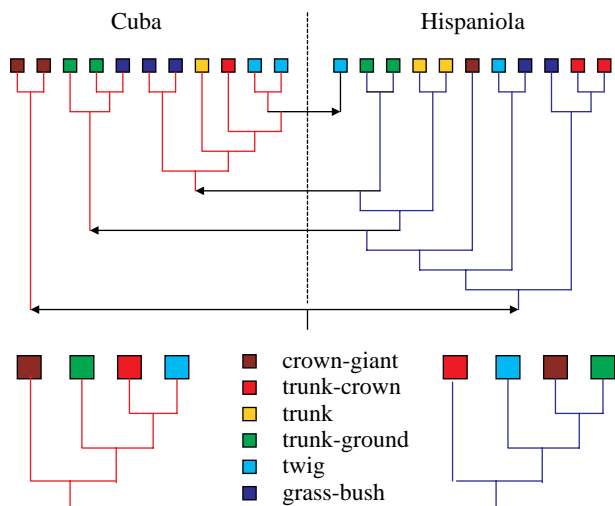 Cuba
Hispaniola
crown-giant
trunk-crown
trunk
trunk-ground
twig
grass-bush